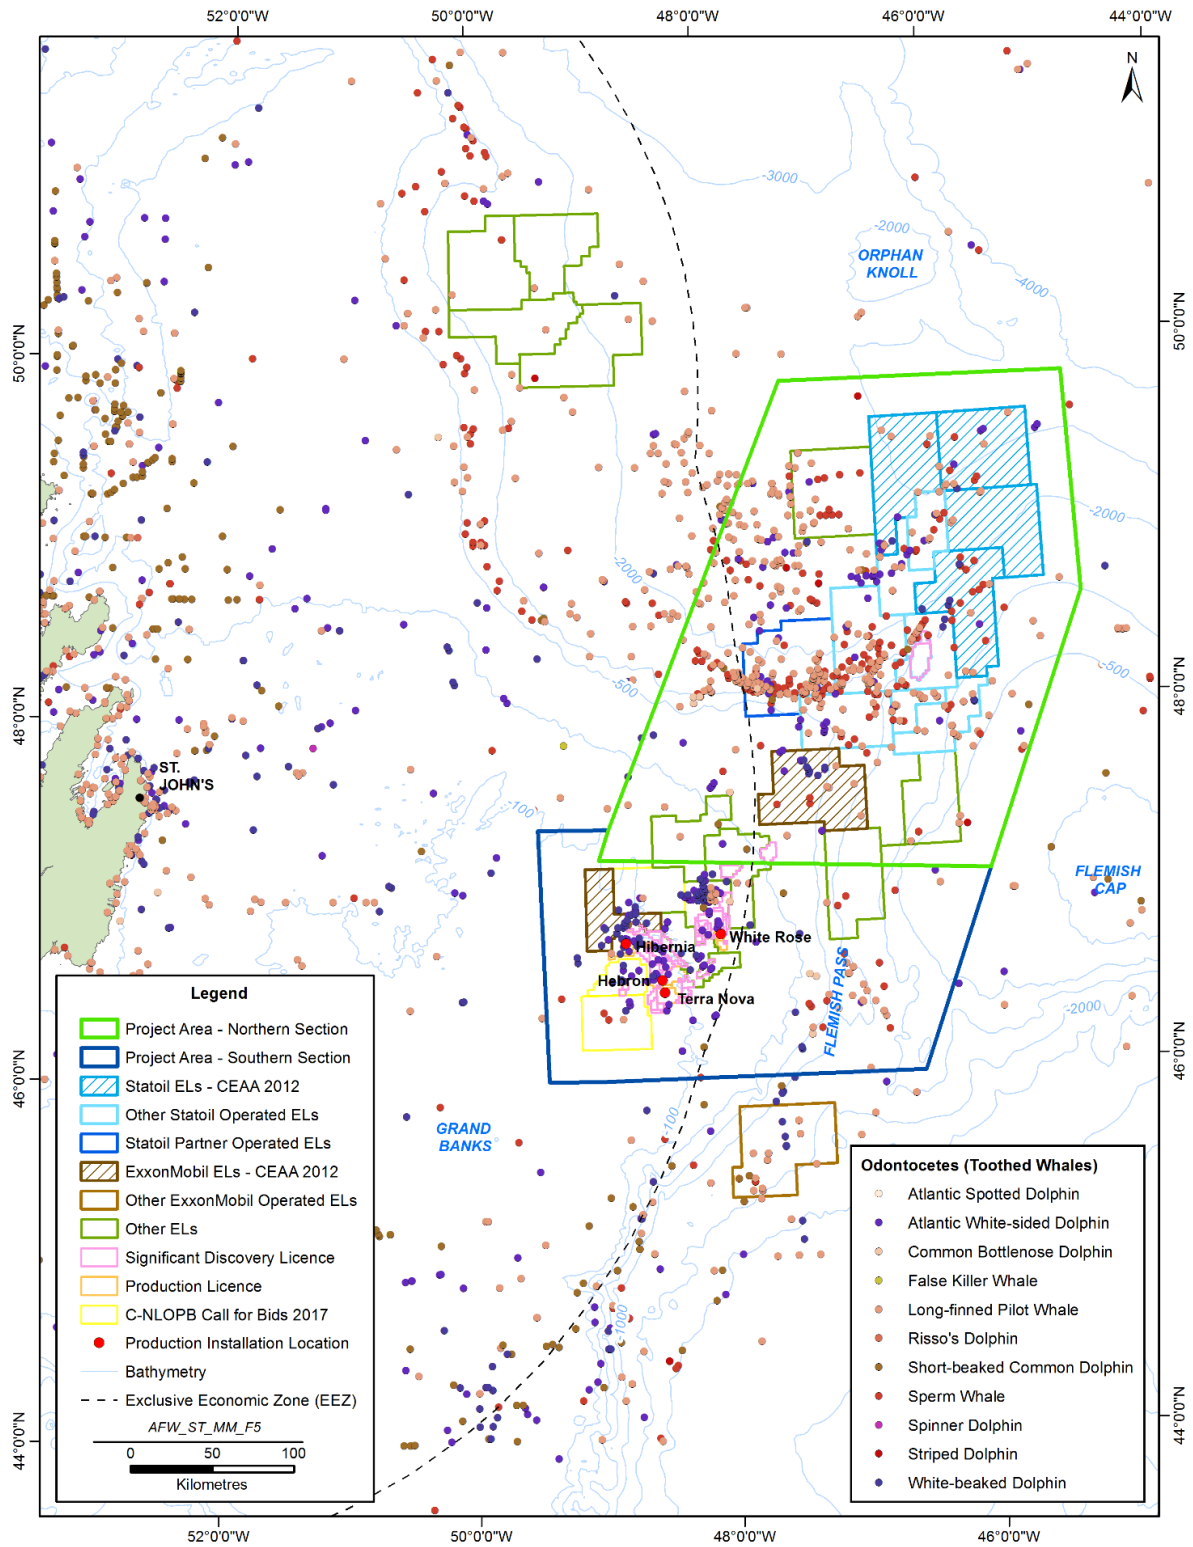 52°0'0"W
50°0'0"W
48°0'0"W
46°0'0"W
44°0'0"W
N
-3000
-2000
ORPHAN
KNOLL
-4000
50°0'0"N
50°0'0"N
-2000
-2000
-500
-500
48°0'0"N
48°0'0"N
ST.
JOHN'S
-100
FLEMISH
CAP
White Rose
Hibernia
Hebron
Terra Nova
FLEMISH PASS
-2000
46°0'0"N
46°0'0"N
GRAND
BANKS
-100
-1000
44°0'0"N
44°0'0"N
Legend
Project Area - Northern Section
Project Area - Southern Section
Statoil ELs - CEAA 2012
Other Statoil Operated ELs
Statoil Partner Operated ELs
ExxonMobil ELs - CEAA 2012
Other ExxonMobil Operated ELs
Other ELs
Significant Discovery Licence
Production Licence
C-NLOPB Call for Bids 2017
Production Installation Location
Bathymetry
Exclusive Economic Zone (EEZ)
AFW_ST_MM_F5
0 50 100
Kilometres
Odontocetes (Toothed Whales)
Atlantic Spotted Dolphin
Atlantic White-sided Dolphin
Common Bottlenose Dolphin
False Killer Whale
Long-finned Pilot Whale
Risso's Dolphin
Short-beaked Common Dolphin
Sperm Whale
Spinner Dolphin
Striped Dolphin
White-beaked Dolphin
52°0'0"W
50°0'0"W
48°0'0"W
46°0'0"W